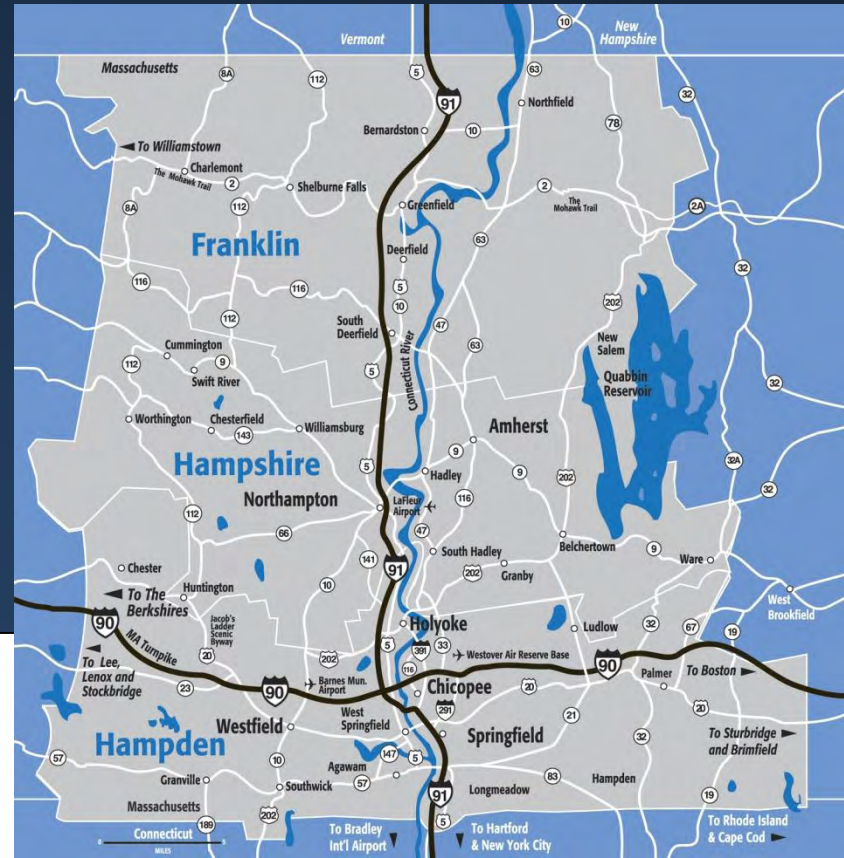 Vermont
New
Hampshire
10
Massachusetts
8A
112
5
91
63
Northfield
32
Bernardston
10
78
To Williamstown
Charlemont
The Mohawk Trail
2
Shelburne Falls
8A
112
Greenfield
2
The
Mohawk Trail
2A
63
Franklin
Deerfield
32
116
116
5
10
202
112
South
Deerfield
47
Connecticut River
63
New
Salem
Cummington
9
112
Swift River
5
Quabbin
Reservoir
32
Worthington
Chesterfield
143
Williamsburg
Amherst
9
32A
Hampshire
5
Hadley
9
202
32
Northampton
LaFleur
Airport
116
112
66
47
141
South Hadley
Belchertown
9
Ware
Chester
91
202
Granby
10
Huntington
To The
Berkshires
West
Brookfield
90
MA Turnpike
Jacob's
Ladder
Scenic
Byway
20
Holyoke
5
391
33
Ludlow
32
67
19
202
116
Westover Air Reserve Base
90
To Lee,
Lenox and
Stockbridge
23
90
Barnes Mun.
Airport
Chicopee
20
Palmer
To Boston
291
20
Westfield
West
Springfield
Springfield
21
Hampden
57
147
5
32
To Sturbridge
and Brimfield
10
Agawam
57
83
Hampden
Granville
Southwick
91
Longmeadow
19
Massachusetts
189
202
5
Connecticut
0
5
MILES
To Bradley
Int'l Airport
To Hartford
& New York City
To Rhode Island
& Cape Cod